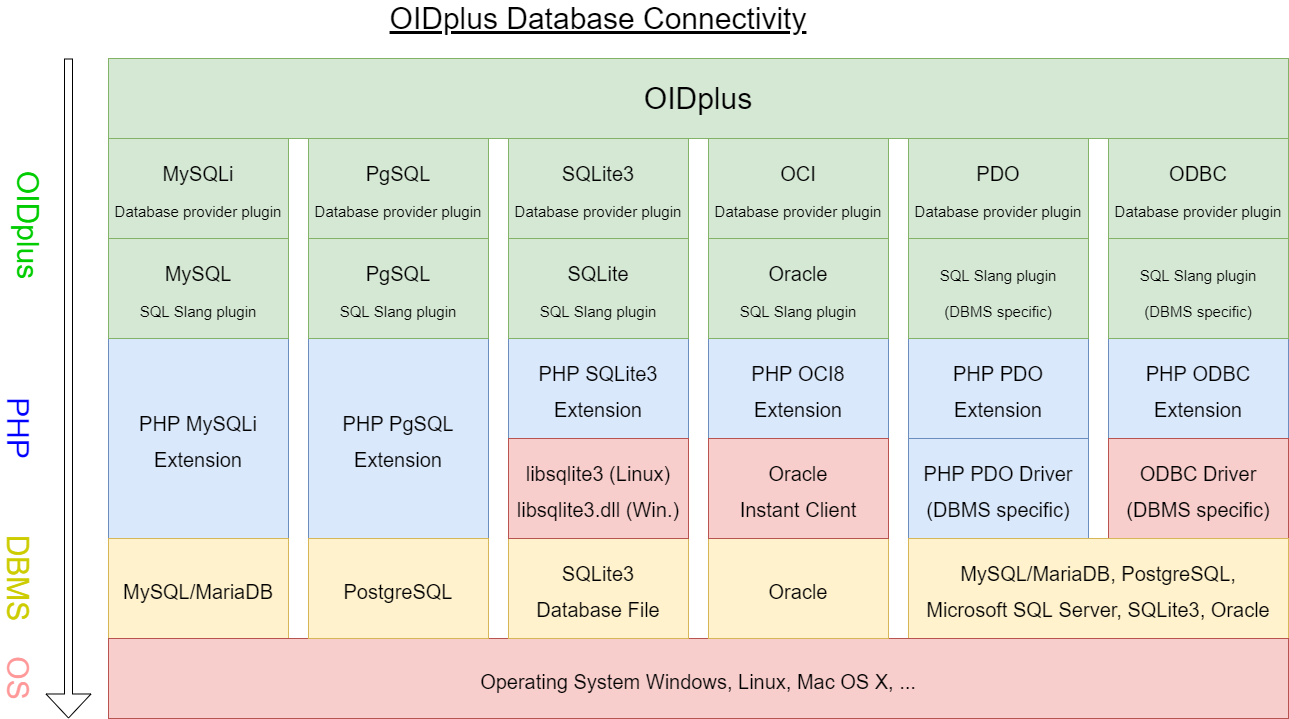 OIDplus Database Connectivity
OIDplus
OIDplus
MySQLi
Database provider plugin
PgSQL
Database provider plugin
SQLite3
Database provider plugin
OCI
Database provider plugin
PDO
Database provider plugin
ODBC
Database provider plugin
MySQL
SQL Slang plugin
PgSQL
SQL Slang plugin
SQLite
SQL Slang plugin
Oracle
SQL Slang plugin
SQL Slang plugin
(DBMS specific)
SQL Slang plugin
(DBMS specific)
PHP
PHP MySQLi
Extension
PHP PgSQL
Extension
PHP SQLite3
Extension
PHP OCI8
Extension
PHP PDO
Extension
PHP ODBC
Extension
libsqlite3 (Linux)
libsqlite3.dll (Win.)
Oracle
Instant Client
PHP PDO Driver
(DBMS specific)
ODBC Driver
(DBMS specific)
DBMS
MySQL/MariaDB
PostgreSQL
SQLite3
Database File
Oracle
MySQL/MariaDB, PostgreSQL,
Microsoft SQL Server, SQLite3, Oracle
OS
Operating System Windows, Linux, Mac OS X, ...